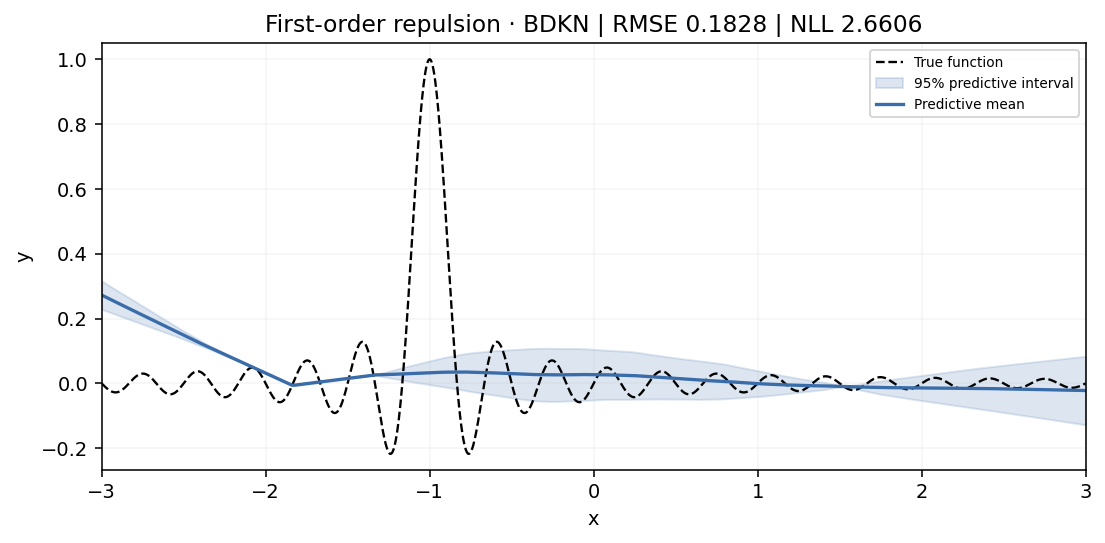 First-order repulsion · BDKN | RMSE 0.1828 | NLL 2.6606
True function
95% predictive interval
Predictive mean
y
1.0
0.8
0.6
0.4
0.2
0.0
−0.2
−3
−2
−1
0
1
2
3
x